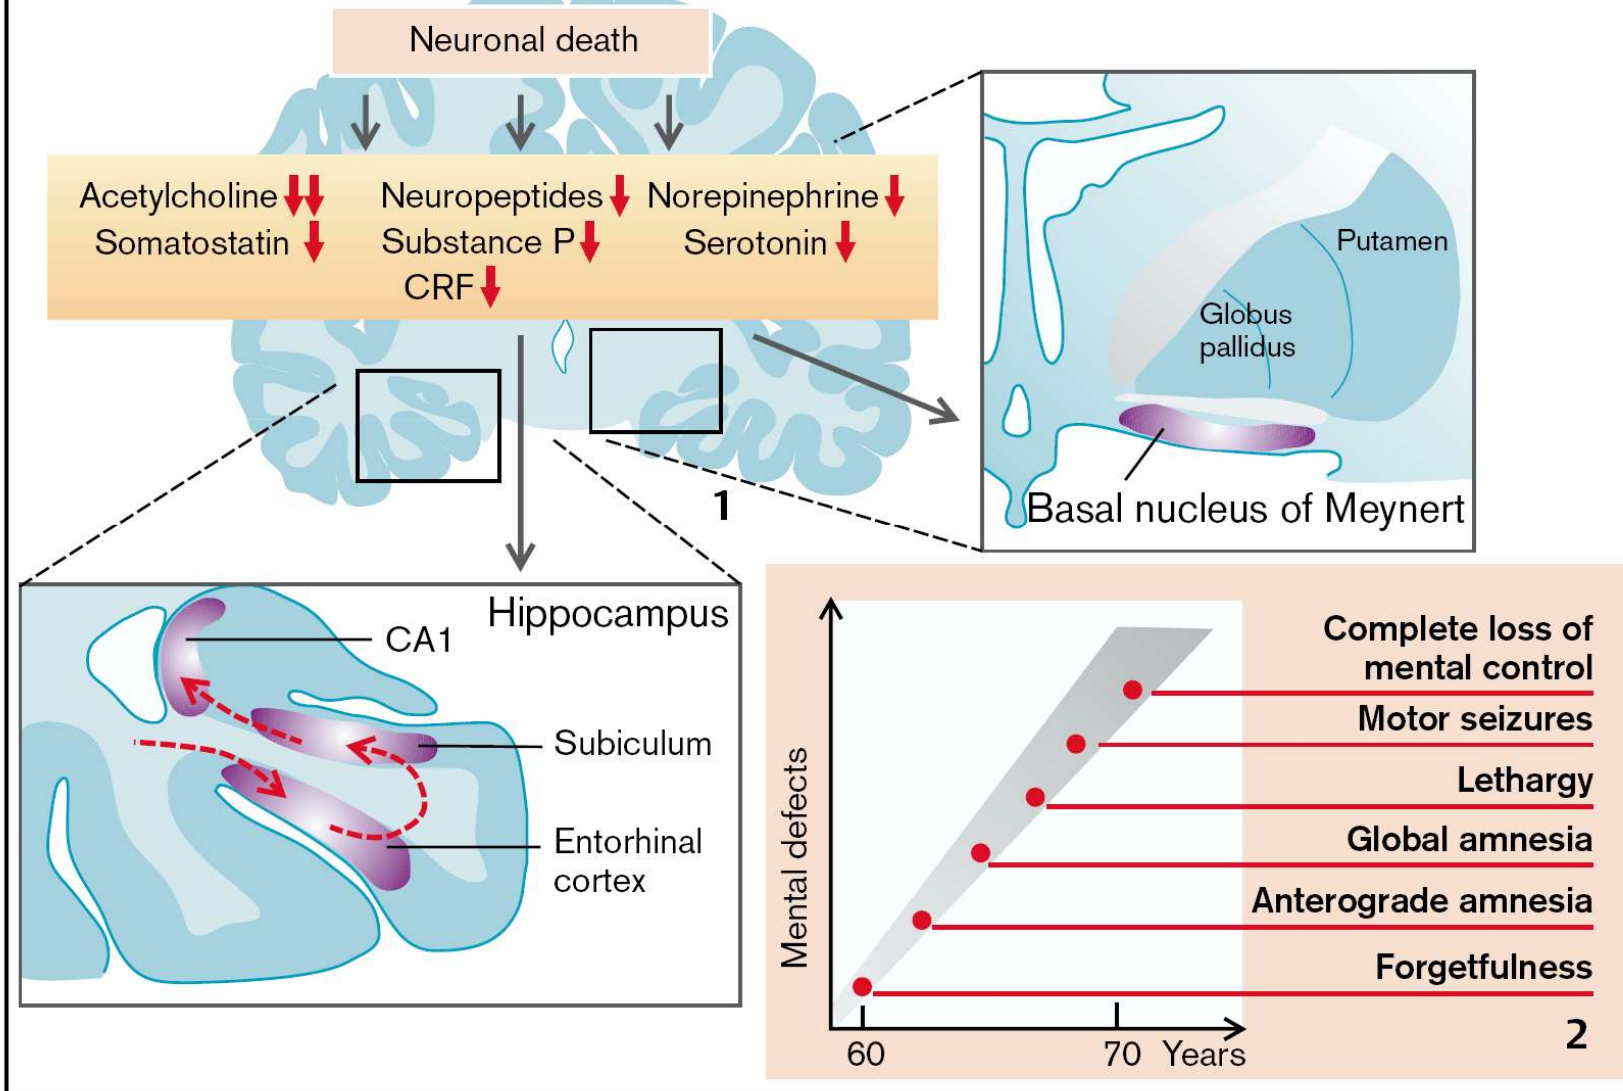 Neuronal death
Acetylcholine
Somatostatin
Neuropeptides
Substance P
CRF
Norepinephrine
Serotonin
Putamen
Globus
pallidus
Basal nucleus of Meynert
1
Hippocampus
CA1
Subiculum
Entorhinal
cortex
Mental defects
Complete loss of
mental control
Motor seizures
Lethargy
Global amnesia
Anterograde amnesia
Forgetfulness
60
70
Years
2